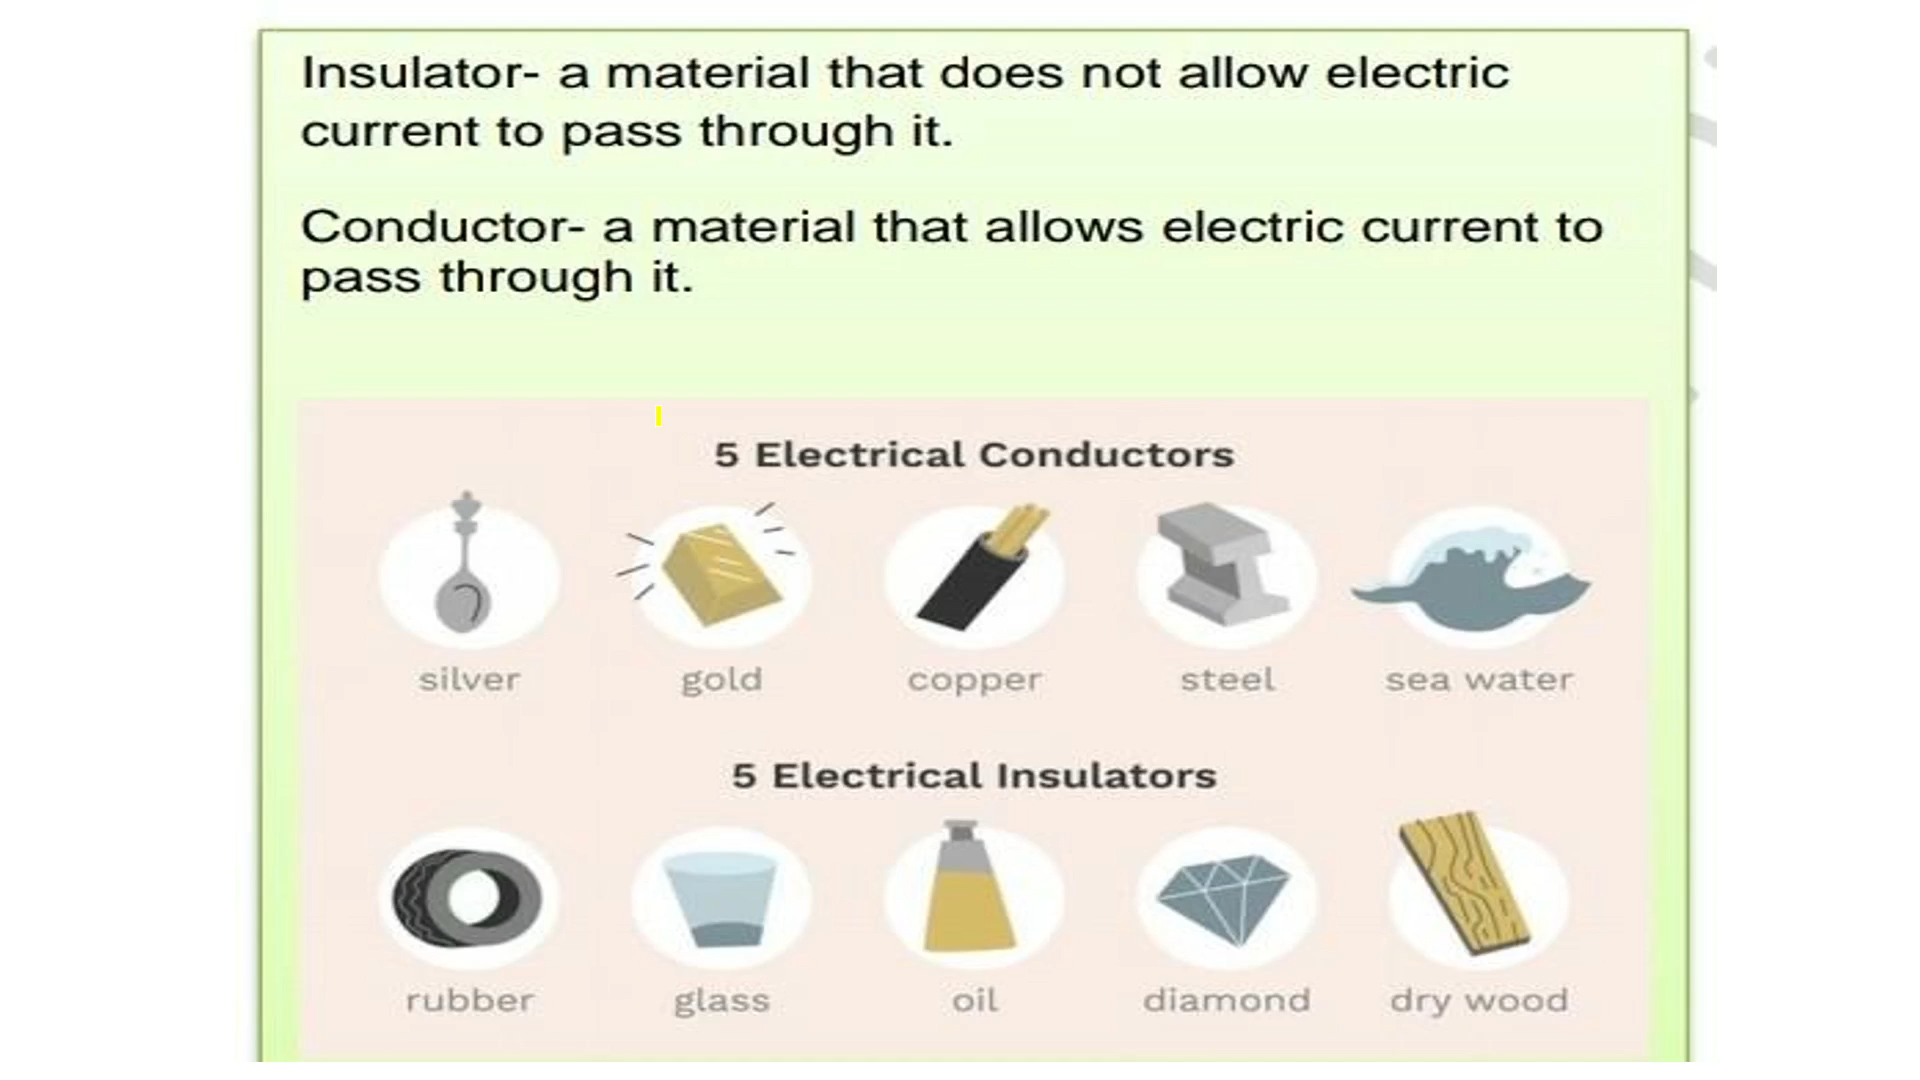 Insulator- a material that does not allow electric
current to pass through it.
Conductor- a material that allows electric current to
pass through it.
5 Electrical Conductors
silver gold copper steel sea water
5 Electrical Insulators
rubber glass oil diamond dry wood